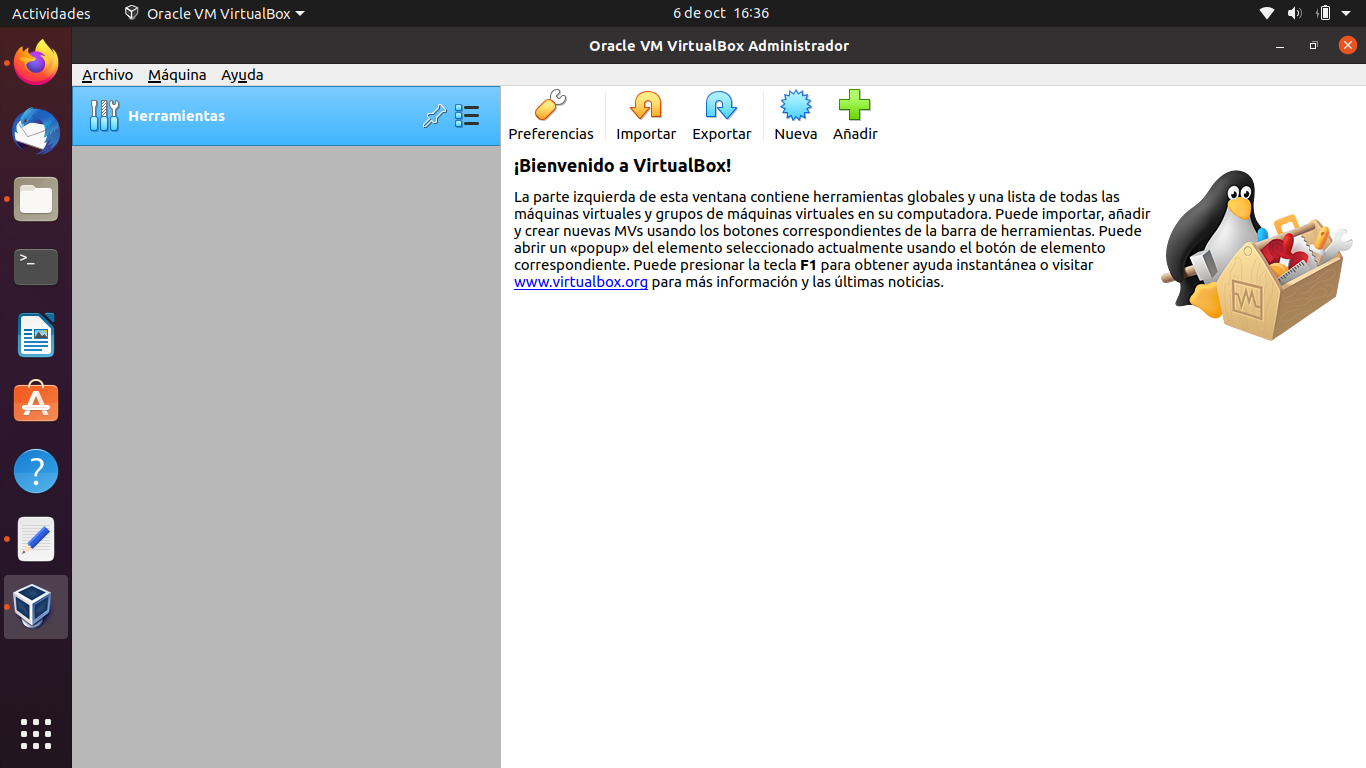 Actividades Oracle VM VirtualBox 6 de oct 16:36
Oracle VM VirtualBox Administrador
Archivo Máquina Ayuda
Herramientas
Preferencias Importar Exportar Nueva Añadir
¡Bienvenido a VirtualBox!
La parte izquierda de esta ventana contiene herramientas globales y una lista de todas las
máquinas virtuales y grupos de máquinas virtuales en su computadora. Puede importar, añadir
y crear nuevas MVs usando los botones correspondientes de la barra de herramientas. Puede
abrir un «popup» del elemento seleccionado actualmente usando el botón de elemento
correspondiente. Puede presionar la tecla F1 para obtener ayuda instantánea o visitar
www.virtualbox.org para más información y las últimas noticias.
>_
?